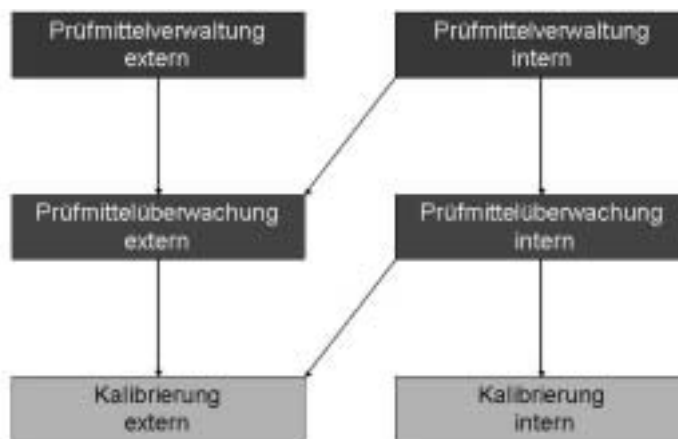 Prüfmittelverwaltung
extern
Prüfmittelverwaltung
intern
Prüfmittelüberwachung
extern
Prüfmittelüberwachung
intern
Kalibrierung
extern
Kalibrierung
intern